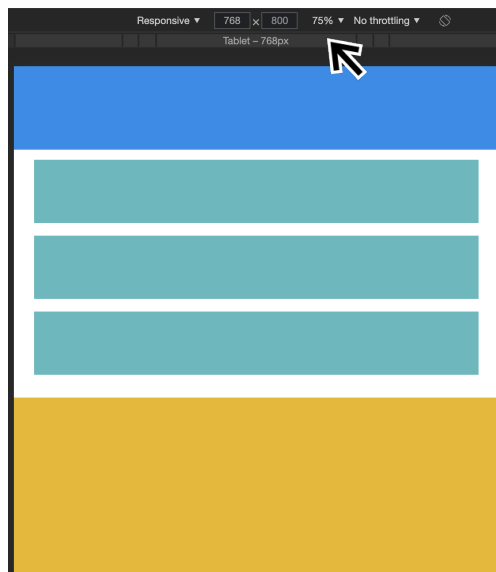 Responsive ▼ 768 × 800 75% ▼ No throttling ▼
Tablet – 768px